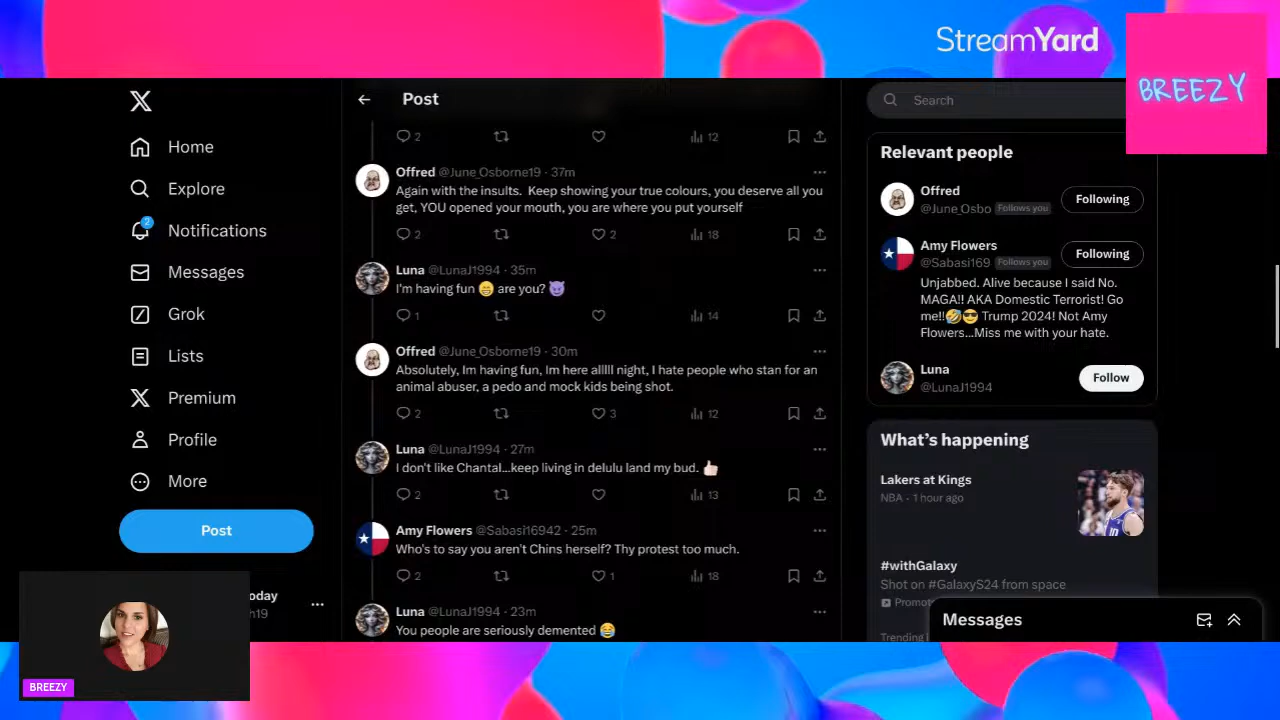 StreamYard
BREEZY
Post
Search
Home
Explore
2
Notifications
Messages
Grok
Lists
Premium
Profile
More
Post
oday
h19
BREEZY
2
12
Offred @June_Osborne19 · 37m
Again with the insults. Keep showing your true colours, you deserve all you
get, YOU opened your mouth, you are where you put yourself
2
2
18
Luna @LunaJ1994 · 35m
I'm having fun 😁 are you? 😈
1
14
Offred @June_Osborne19 · 30m
Absolutely, Im having fun, Im here alllll night, I hate people who stan for an
animal abuser, a pedo and mock kids being shot.
2
3
12
Luna @LunaJ1994 · 27m
I don't like Chantal...keep living in delulu land my bud. 👍🏻
2
13
Amy Flowers @Sabasi16942 · 25m
Who's to say you aren't Chins herself? Thy protest too much.
2
1
18
Luna @LunaJ1994 · 23m
You people are seriously demented 😂
Relevant people
Offred
@June_Osbo Follows you
Following
Amy Flowers
@Sabasi169 Follows you
Following
Unjabbed. Alive because I said No.
MAGA!! AKA Domestic Terrorist! Go
me!!🤣😎 Trump 2024! Not Amy
Flowers...Miss me with your hate.
Luna
@LunaJ1994
Follow
What's happening
Lakers at Kings
NBA · 1 hour ago
#withGalaxy
Shot on #GalaxyS24 from space
Promot
Trending i
Messages